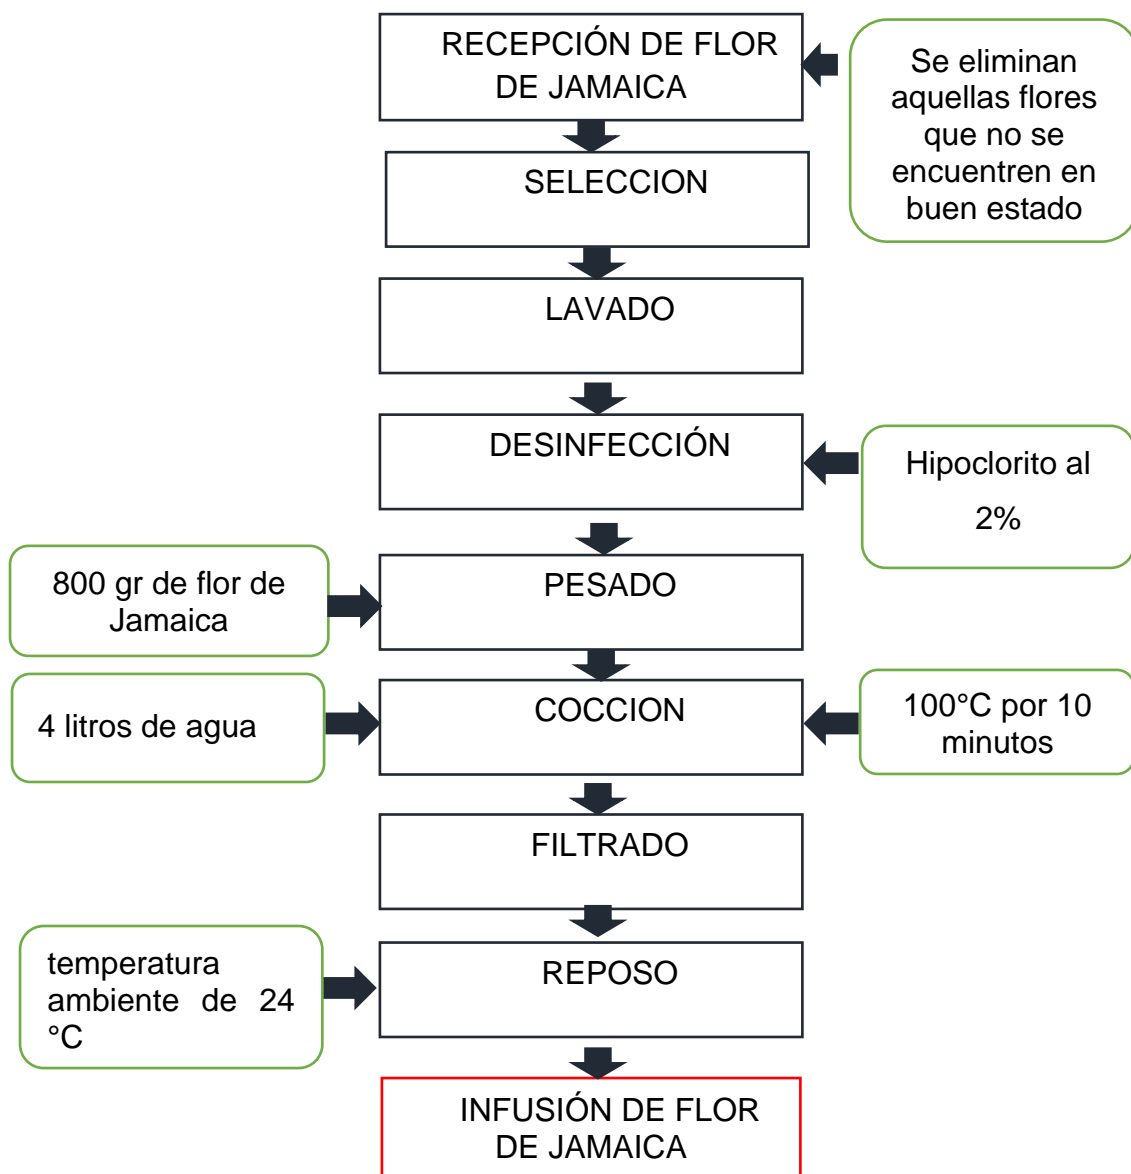 RECEPCIÓN DE FLOR
DE JAMAICA
Se eliminan
aquellas flores
que no se
encuentren en
buen estado
SELECCION
LAVADO
DESINFECCIÓN
Hipoclorito al
2%
800 gr de flor de
Jamaica
PESADO
4 litros de agua
COCCION
100°C por 10
minutos
FILTRADO
temperatura
ambiente de 24
°C
REPOSO
INFUSIÓN DE FLOR
DE JAMAICA